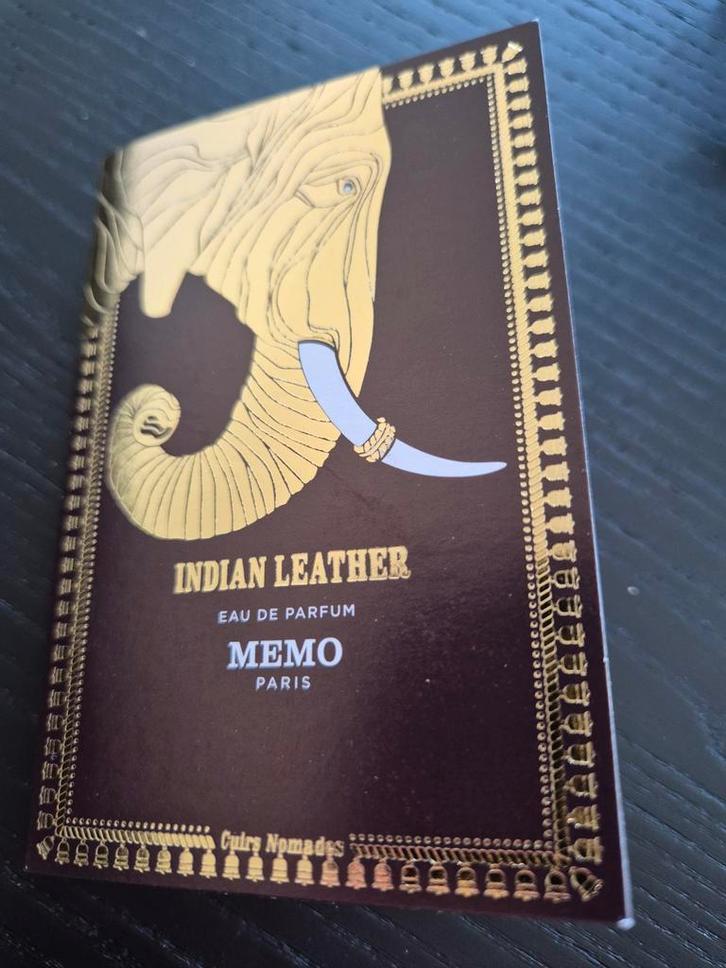 INDIAN LEATHER
EAU DE PARFUM
MEMO
PARIS
Cuirs Nomades